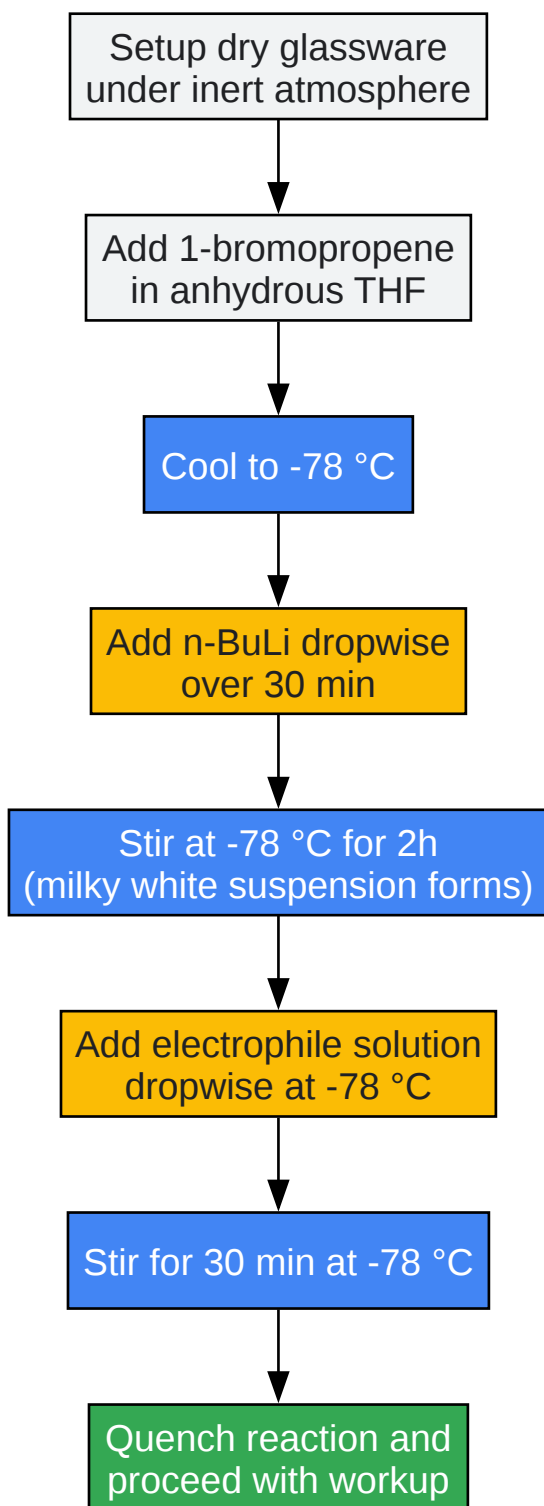 Setup dry glassware
under inert atmosphere
Add 1-bromopropene
in anhydrous THF
Cool to -78 °C
Add n-BuLi dropwise
over 30 min
Stir at -78 °C for 2h
(milky white suspension forms)
Add electrophile solution
dropwise at -78 °C
Stir for 30 min at -78 °C
Quench reaction and
proceed with workup